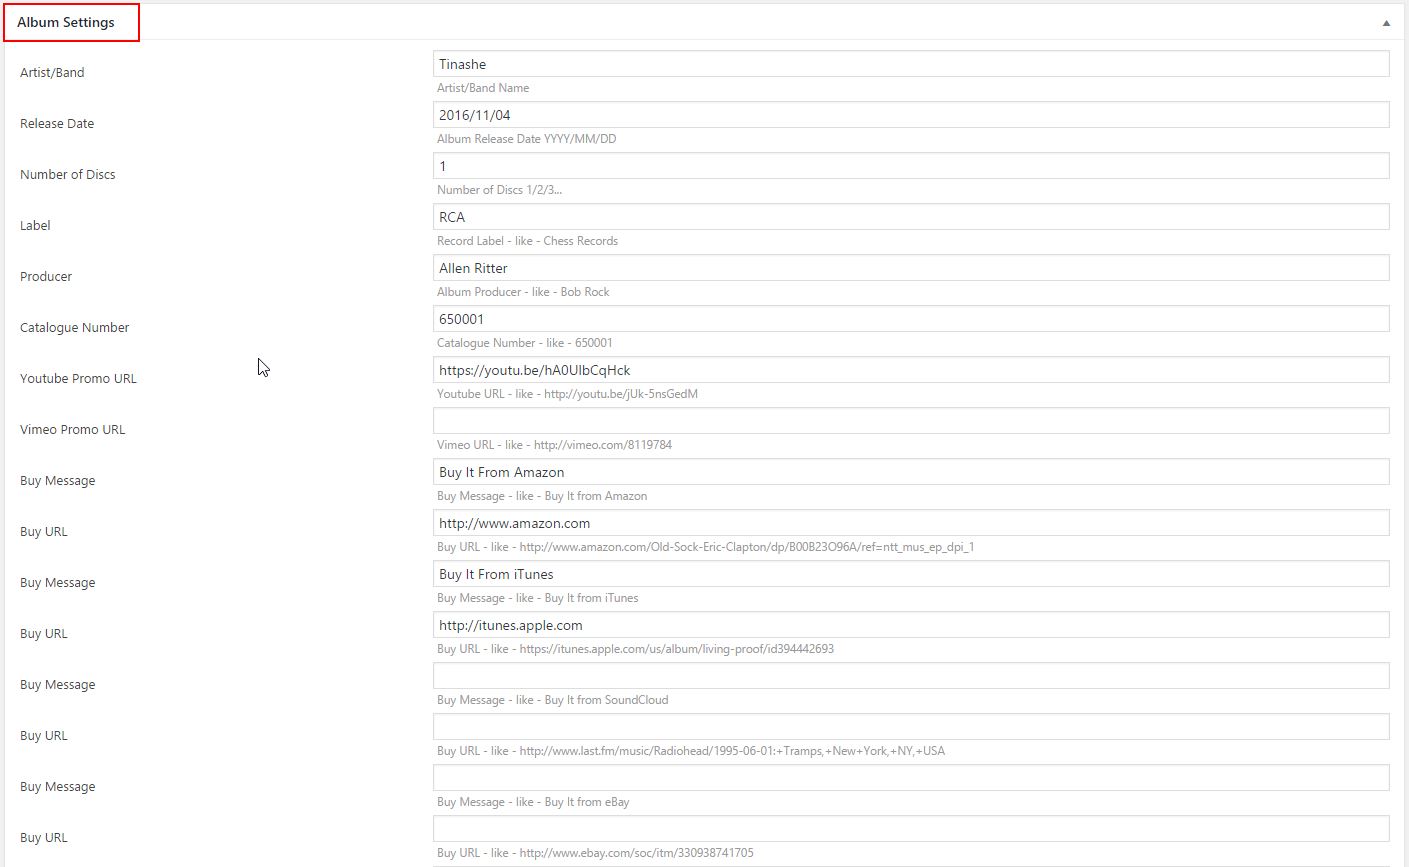 Album Settings
Artist/Band
Tinashe
Artist/Band Name
Release Date
2016/11/04
Album Release Date YYYY/MM/DD
Number of Discs
1
Number of Discs 1/2/3...
Label
RCA
Record Label - like - Chess Records
Producer
Allen Ritter
Album Producer - like - Bob Rock
Catalogue Number
650001
Catalogue Number - like - 650001
Youtube Promo URL
https://youtu.be/hA0UlbCqHck
Youtube URL - like - http://youtu.be/jUk-5nsGedM
Vimeo Promo URL
Vimeo URL - like - http://vimeo.com/8119784
Buy Message
Buy It From Amazon
Buy Message - like - Buy It from Amazon
Buy URL
http://www.amazon.com
Buy URL - like - http://www.amazon.com/Old-Sock-Eric-Clapton/dp/B00B23O96A/ref=ntt_mus_ep_dpi_1
Buy Message
Buy It From iTunes
Buy Message - like - Buy It from iTunes
Buy URL
http://itunes.apple.com
Buy URL - like - https://itunes.apple.com/us/album/living-proof/id394442693
Buy Message
Buy Message - like - Buy It from SoundCloud
Buy URL
Buy URL - like - http://www.last.fm/music/Radiohead/1995-06-01:+Tramps,+New+York,+NY,+USA
Buy Message
Buy Message - like - Buy It from eBay
Buy URL
Buy URL - like - http://www.ebay.com/soc/itm/330938741705